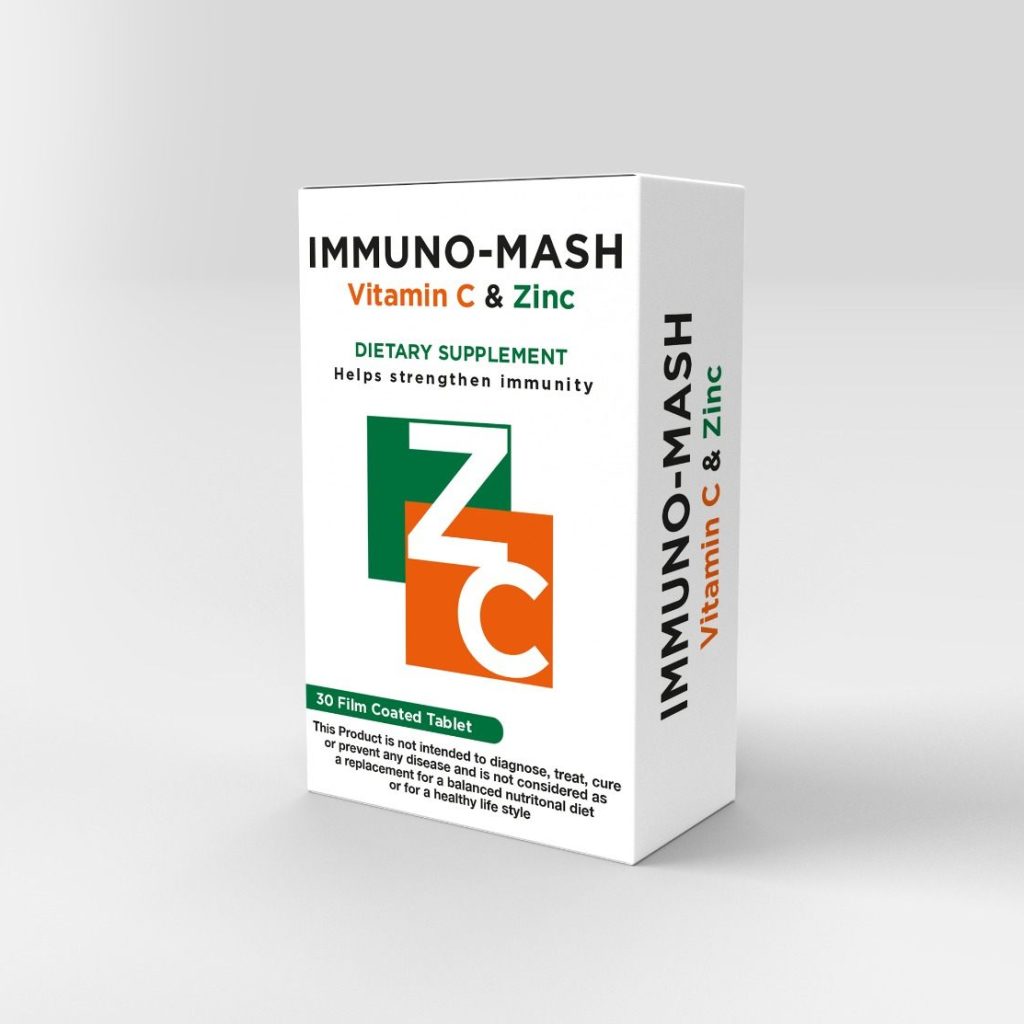 IMMUNO-MASH
Vitamin C & Zinc
DIETARY SUPPLEMENT
Helps strengthen immunity
Z
C
30 Film Coated Tablet
This Product is not intended to diagnose, treat, cure
or prevent any disease and is not considered as
a replacement for a balanced nutritonal diet
or for a healthy life style
IMMUNO-MASH
Vitamin C & Zinc